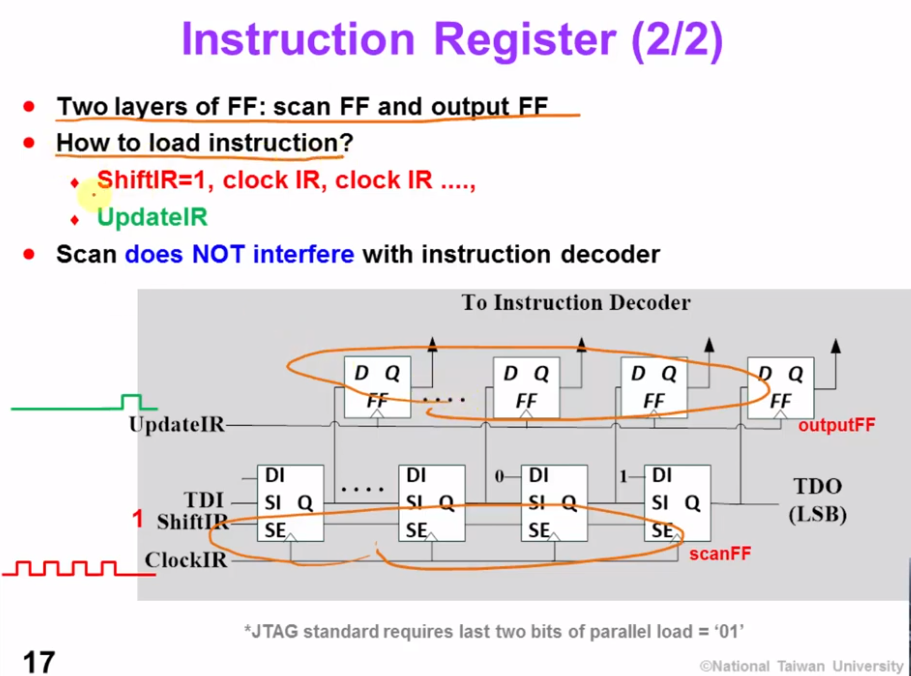 Instruction Register (2/2)
Two layers of FF: scan FF and output FF
How to load instruction?
ShiftIR=1, clock IR, clock IR ....,
UpdateIR
Scan does NOT interfere with instruction decoder
To Instruction Decoder
D Q D Q D Q D Q
FF .... FF FF FF
UpdateIR outputFF
DI DI 0 DI 1 DI
TDI SI Q .... SI Q SI Q SI Q TDO
1 ShiftIR SE SE SE SE (LSB)
ClockIR scanFF
*JTAG standard requires last two bits of parallel load = ‘01’
17 ©National Taiwan University